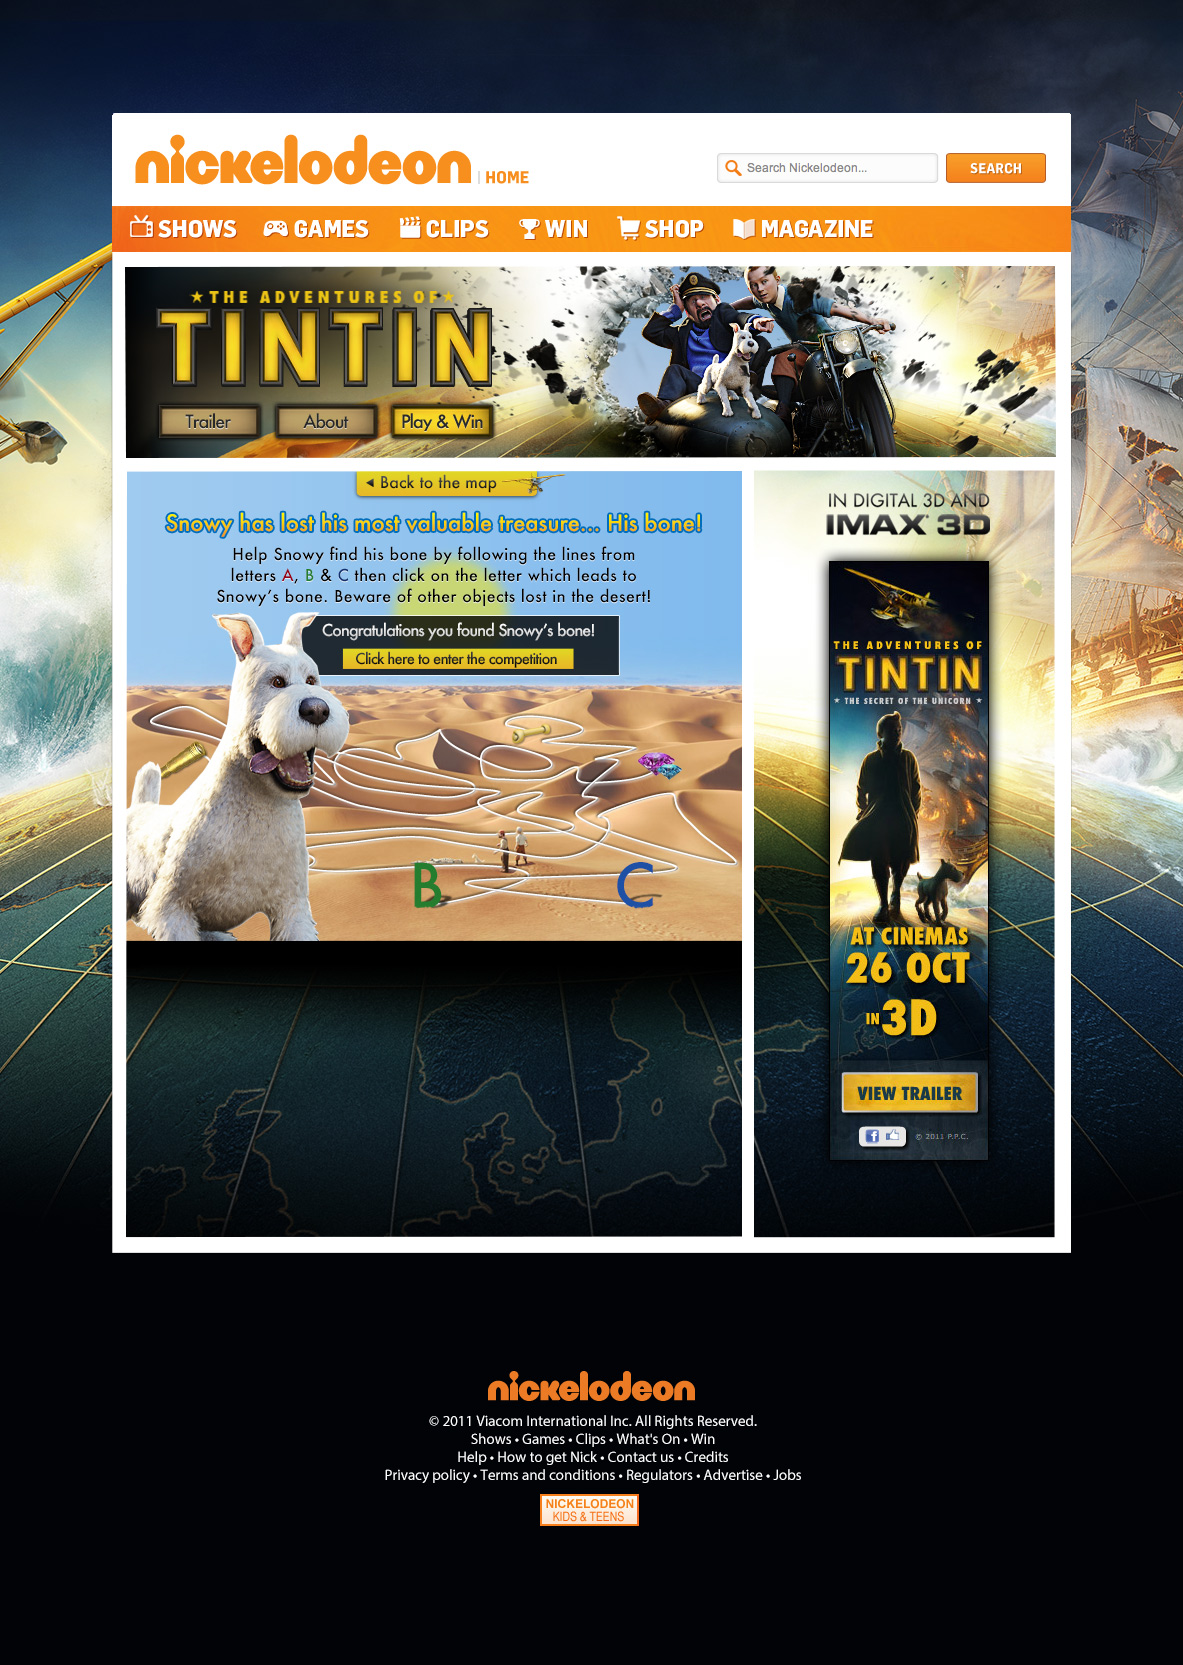 nickelodeon
HOME
Search Nickelodeon...
SEARCH
SHOWS
GAMES
CLIPS
WIN
SHOP
MAGAZINE
THE ADVENTURES OF
TINTIN
Trailer
About
Play & Win
Back to the map
Snowy has lost his most valuable treasure... His bone!
Help Snowy find his bone by following the lines from
letters A, B & C then click on the letter which leads to
Snowy's bone. Beware of other objects lost in the desert!
Congratulations you found Snowy's bone!
Click here to enter the competition
B
C
IN DIGITAL 3D AND
IMAX 3D
THE ADVENTURES OF
TINTIN
THE SECRET OF THE UNICORN
AT CINEMAS
26 OCT
IN 3D
VIEW TRAILER
© 2011 P.P.C.
nickelodeon
© 2011 Viacom International Inc. All Rights Reserved.
Shows • Games • Clips • What's On • Win
Help • How to get Nick • Contact us • Credits
Privacy policy • Terms and conditions • Regulators • Advertise • Jobs
NICKELODEON
KIDS & TEENS